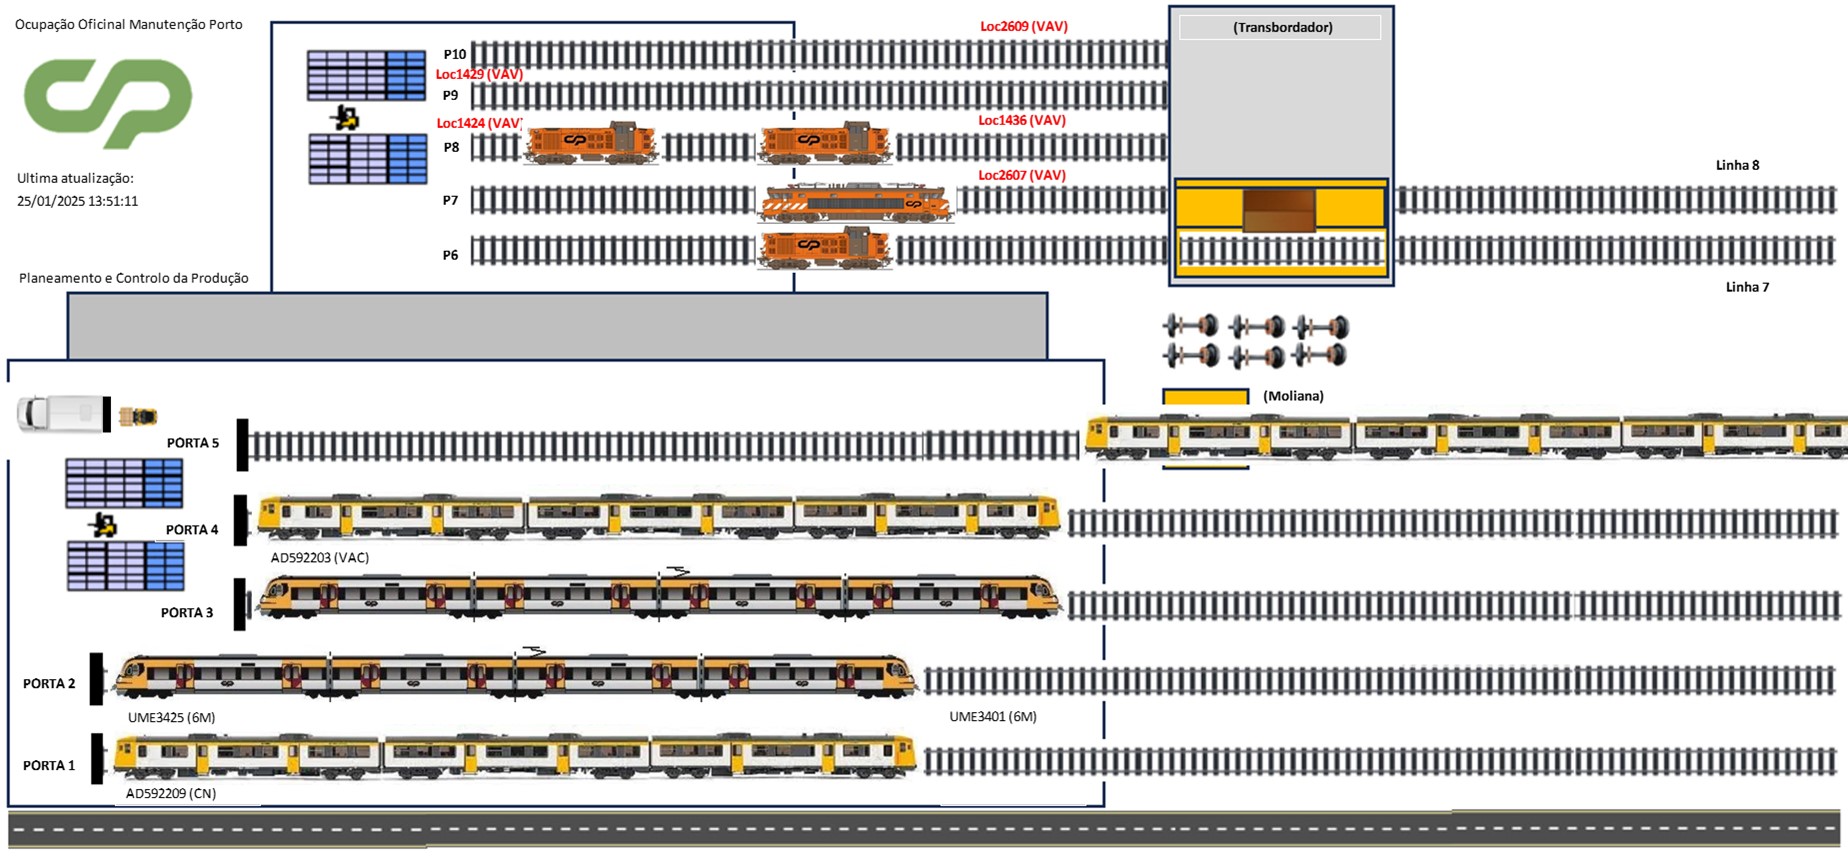 Ocupação Oficinal Manutenção Porto
Ultima atualização:
25/01/2025 13:51:11
Planeamento e Controlo da Produção
Loc2609 (VAV)
(Transbordador)
P10
Loc1429 (VAV)
P9
Loc1424 (VAV)
Loc1436 (VAV)
P8
Loc2607 (VAV)
P7
Linha 8
P6
Linha 7
(Moliana)
PORTA 5
PORTA 4
AD592203 (VAC)
PORTA 3
PORTA 2
UME3425 (6M)
UME3401 (6M)
PORTA 1
AD592209 (CN)